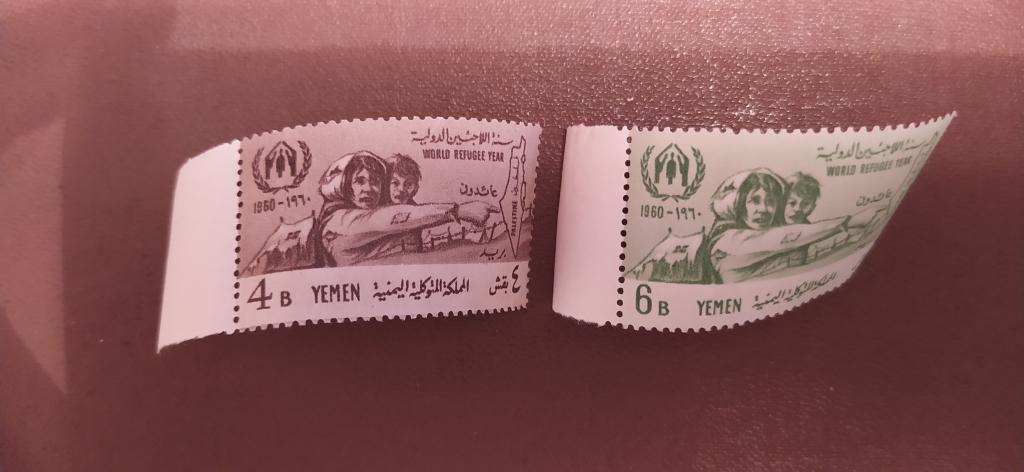 سنة اللاجئين الدولية
WORLD REFUGEE YEAR
1960-١٩٦٠
عائدون
فلسطين
PALESTINE
بريد
4 B YEMEN المملكة المتوكلية اليمنية ٤ بقش
سنة اللاجئين الدولية
WORLD REFUGEE YEAR
1960-١٩٦٠
عائدون
6 B YEMEN المملكة المتوكلية اليمنية